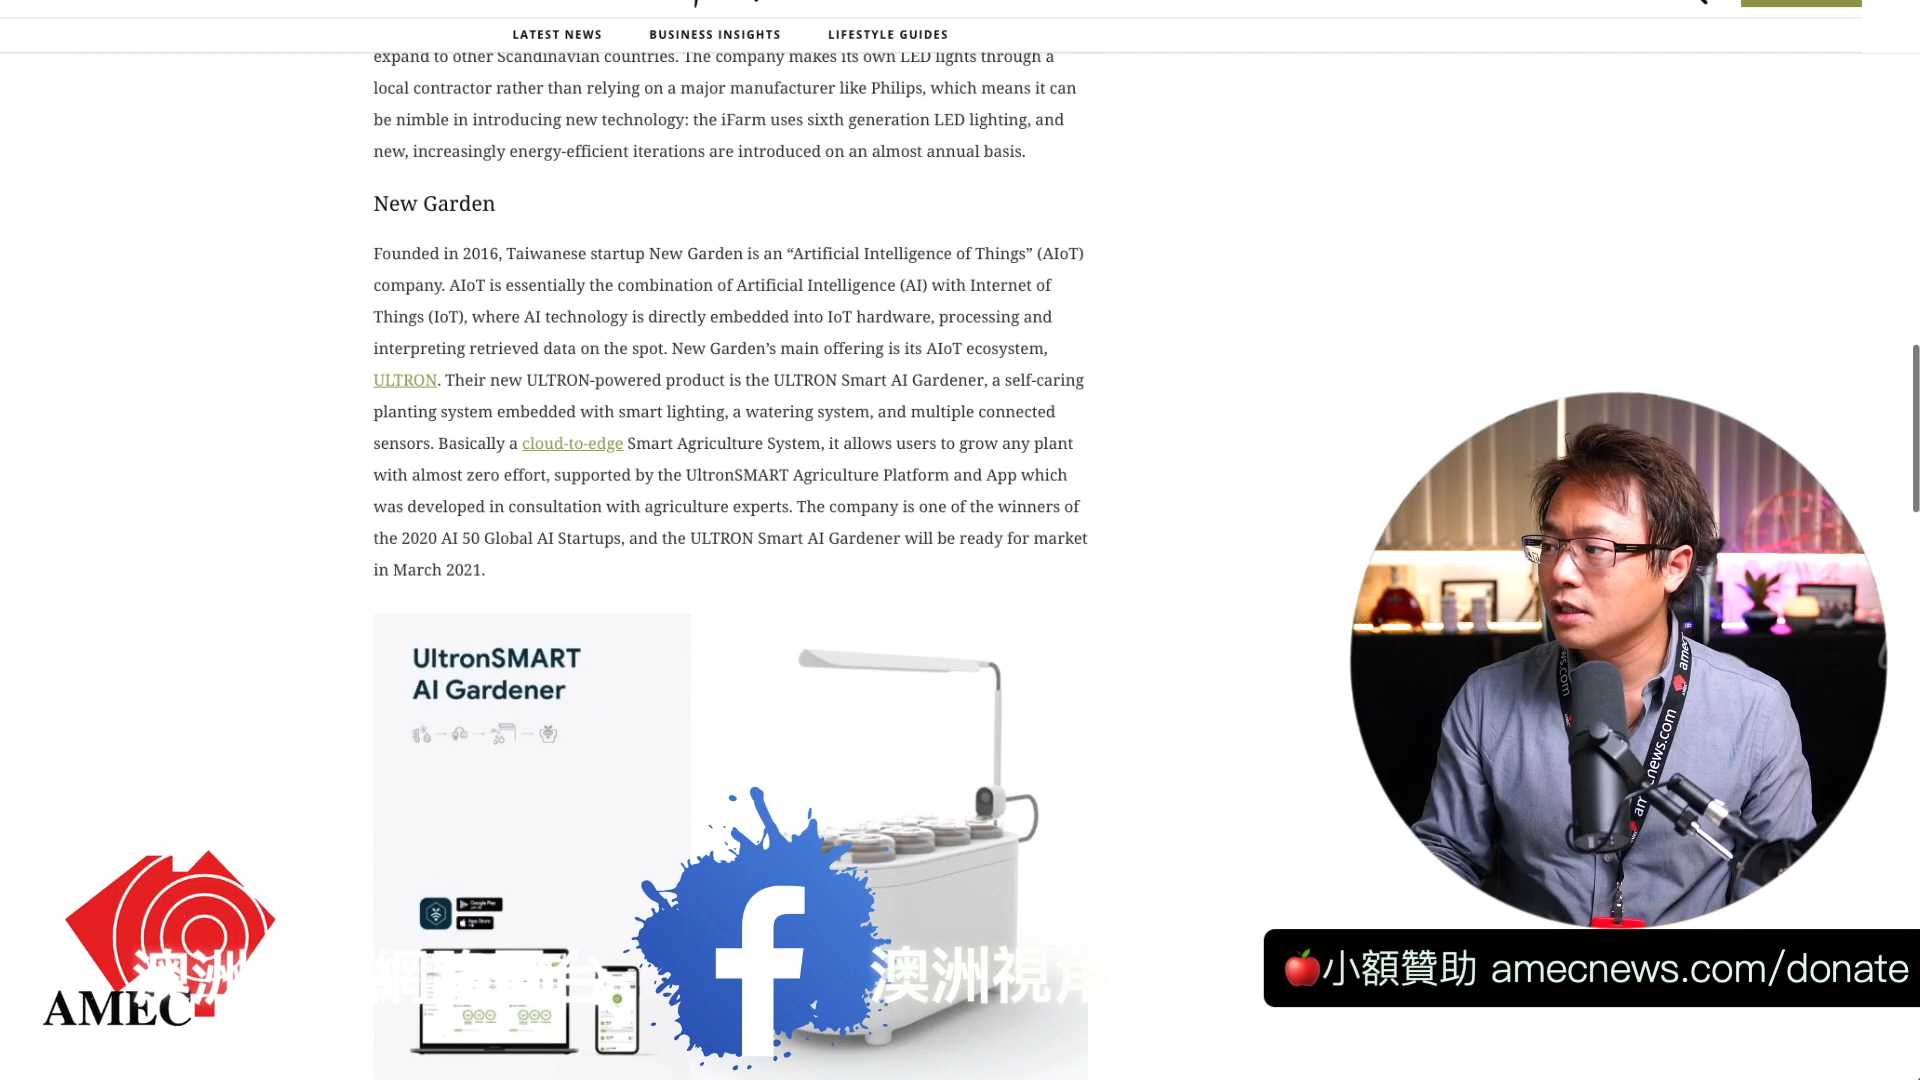 LATEST NEWS BUSINESS INSIGHTS LIFESTYLE GUIDES
expand to other Scandinavian countries. The company makes its own LED lights through a
local contractor rather than relying on a major manufacturer like Philips, which means it can
be nimble in introducing new technology: the iFarm uses sixth generation LED lighting, and
new, increasingly energy-efficient iterations are introduced on an almost annual basis.
New Garden
Founded in 2016, Taiwanese startup New Garden is an “Artificial Intelligence of Things” (AIoT)
company. AIoT is essentially the combination of Artificial Intelligence (AI) with Internet of
Things (IoT), where AI technology is directly embedded into IoT hardware, processing and
interpreting retrieved data on the spot. New Garden’s main offering is its AIoT ecosystem,
ULTRON. Their new ULTRON-powered product is the ULTRON Smart AI Gardener, a self-caring
planting system embedded with smart lighting, a watering system, and multiple connected
sensors. Basically a cloud-to-edge Smart Agriculture System, it allows users to grow any plant
with almost zero effort, supported by the UltronSMART Agriculture Platform and App which
was developed in consultation with agriculture experts. The company is one of the winners of
the 2020 AI 50 Global AI Startups, and the ULTRON Smart AI Gardener will be ready for market
in March 2021.
UltronSMART
AI Gardener
Google Play
App Store
amecnews.com
AMEC
澳洲
網
台
f
澳洲視角
小額贊助 amecnews.com/donate